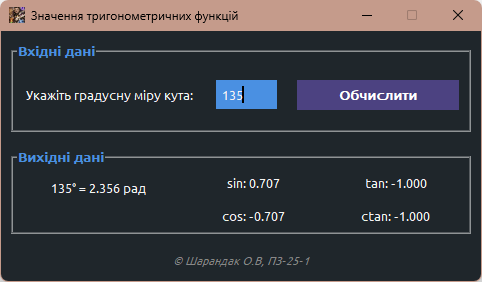 Значення тригонометричних функцій
Вхідні дані
Укажіть градусну міру кута: 135 Обчислити
Вихідні дані
135° = 2.356 рад
sin: 0.707 tan: -1.000
cos: -0.707 ctan: -1.000
© Шарандак О.В, ПЗ-25-1